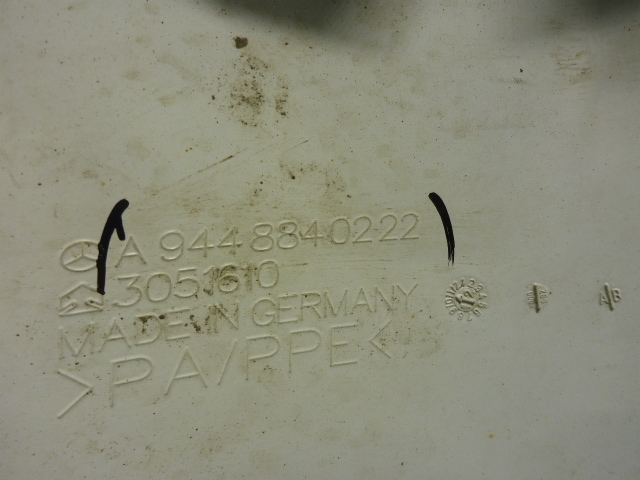 A 944 884 02 22
3051610
MADE IN GERMANY
>PA/PPE<
A B